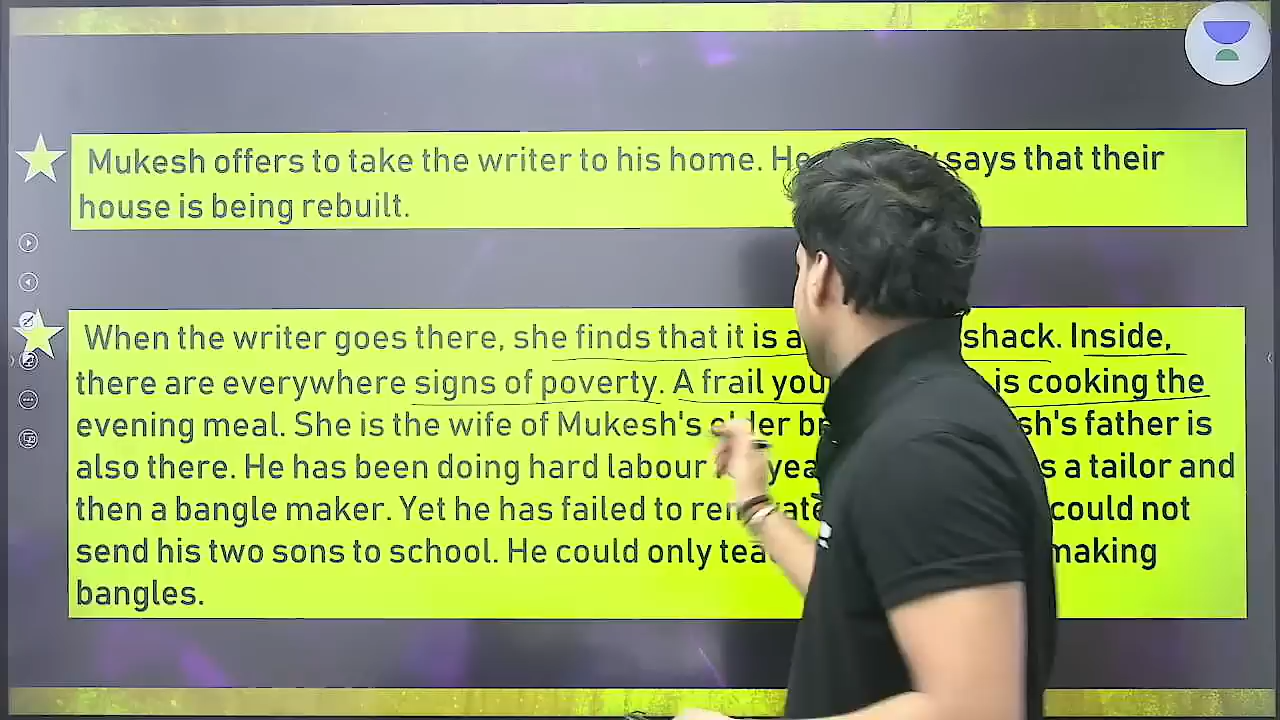 Mukesh offers to take the writer to his home. He says that their
house is being rebuilt.
When the writer goes there, she finds that it is a shack. Inside,
there are everywhere signs of poverty. A frail is cooking the
evening meal. She is the wife of Mukesh's elder father is
also there. He has been doing hard labour a tailor and
then a bangle maker. Yet he has failed to could not
send his two sons to school. He could only making
bangles.